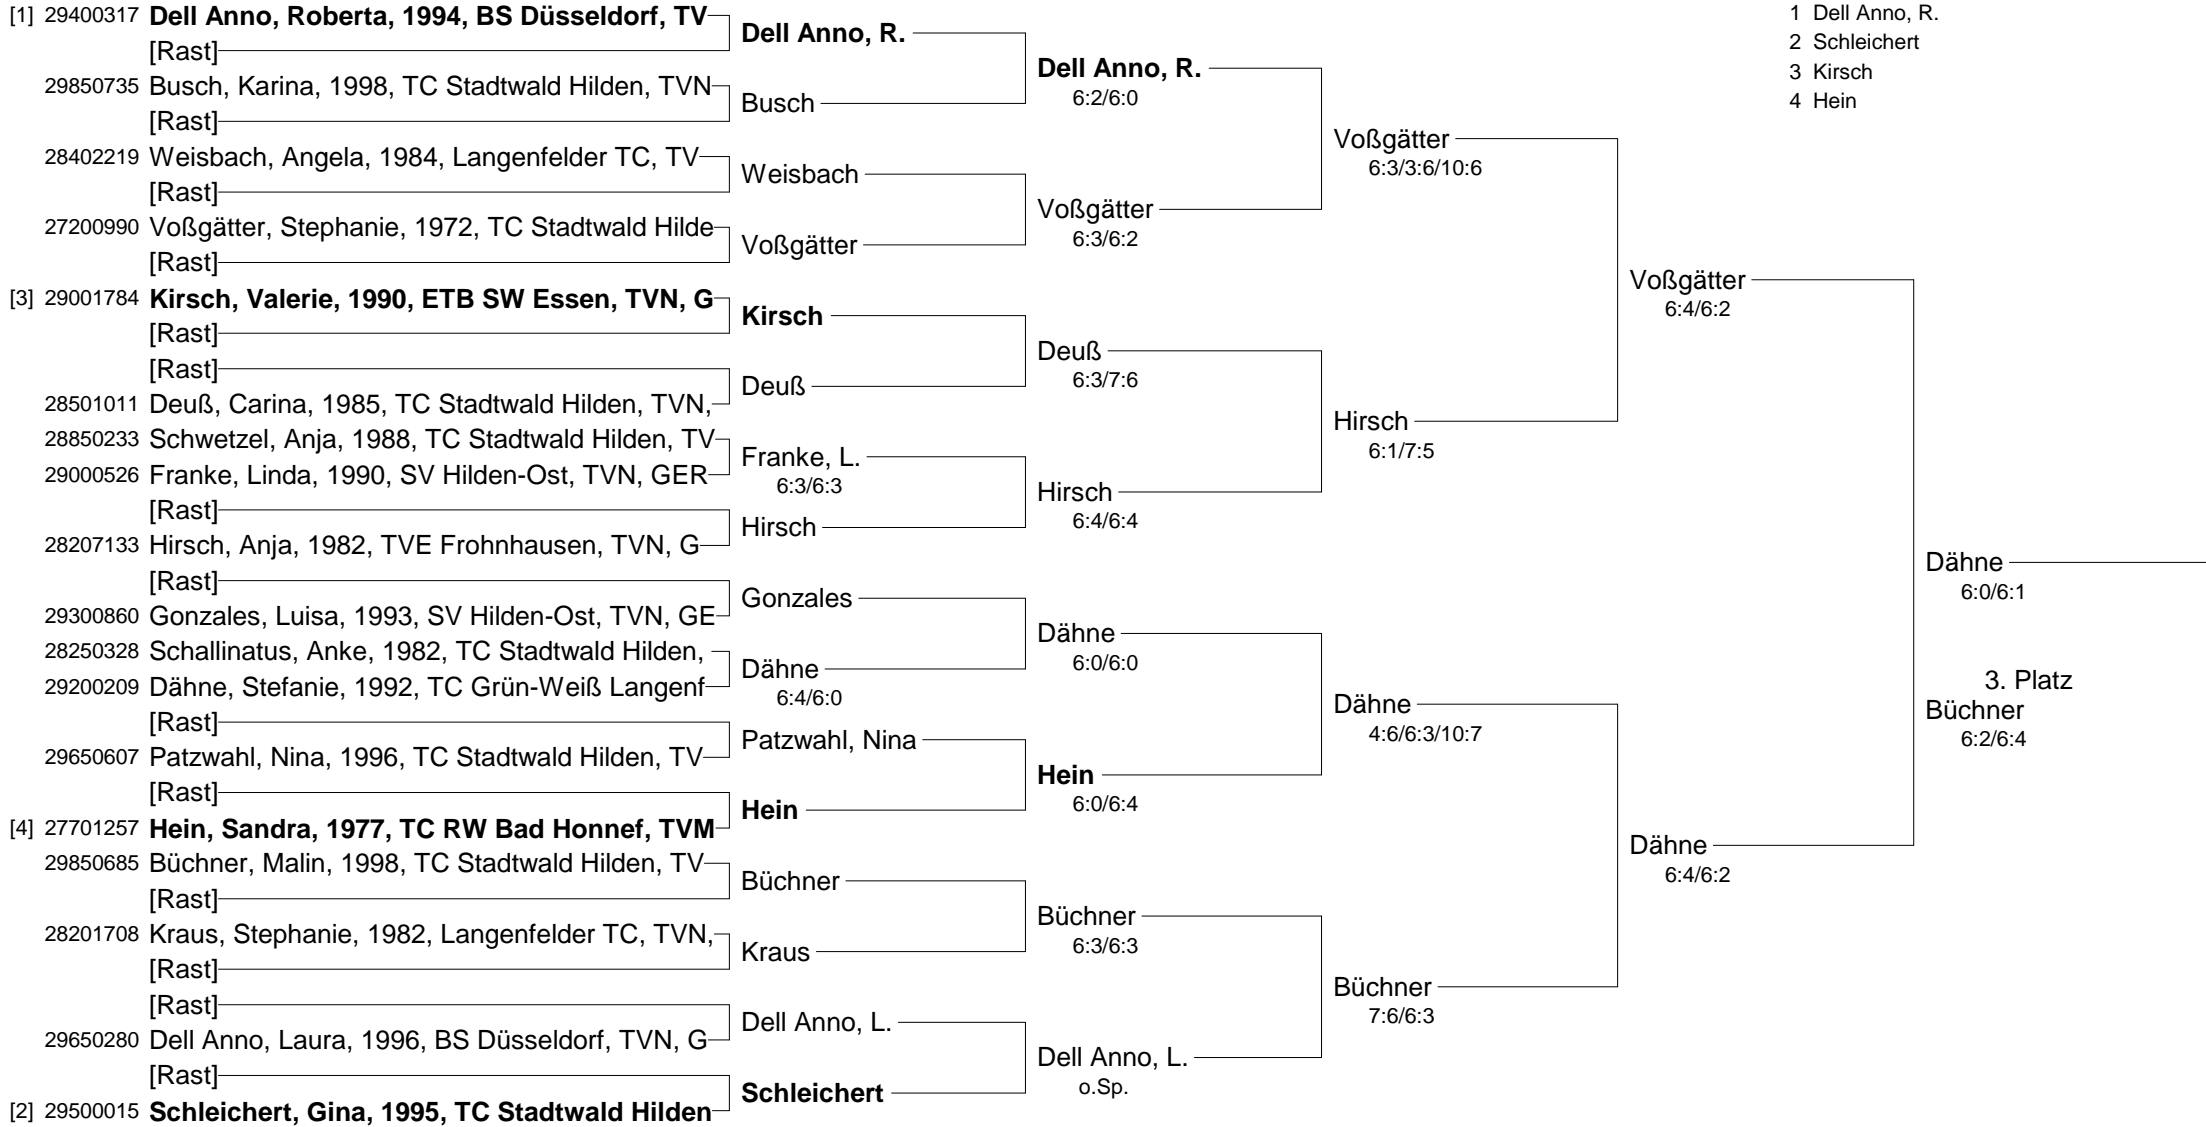 [1] 29400317 Dell Anno, Roberta, 1994, BS Düsseldorf, TV
[Rast]
29850735 Busch, Karina, 1998, TC Stadtwald Hilden, TVN
[Rast]
28402219 Weisbach, Angela, 1984, Langenfelder TC, TV
[Rast]
27200990 Voßgätter, Stephanie, 1972, TC Stadtwald Hilde
[Rast]
[3] 29001784 Kirsch, Valerie, 1990, ETB SW Essen, TVN, G
[Rast]
[Rast]
28501011 Deuß, Carina, 1985, TC Stadtwald Hilden, TVN,
28850233 Schwetzel, Anja, 1988, TC Stadtwald Hilden, TV
29000526 Franke, Linda, 1990, SV Hilden-Ost, TVN, GER
[Rast]
28207133 Hirsch, Anja, 1982, TVE Frohnhausen, TVN, G
[Rast]
29300860 Gonzales, Luisa, 1993, SV Hilden-Ost, TVN, GE
28250328 Schallinatus, Anke, 1982, TC Stadtwald Hilden,
29200209 Dähne, Stefanie, 1992, TC Grün-Weiß Langenf
[Rast]
29650607 Patzwahl, Nina, 1996, TC Stadtwald Hilden, TV
[Rast]
[4] 27701257 Hein, Sandra, 1977, TC RW Bad Honnef, TVM
29850685 Büchner, Malin, 1998, TC Stadtwald Hilden, TV
[Rast]
28201708 Kraus, Stephanie, 1982, Langenfelder TC, TVN,
[Rast]
[Rast]
29650280 Dell Anno, Laura, 1996, BS Düsseldorf, TVN, G
[Rast]
[2] 29500015 Schleichert, Gina, 1995, TC Stadtwald Hilden
Dell Anno, R.
Busch
Weisbach
Voßgätter
Kirsch
Deuß
Franke, L.
6:3/6:3
Hirsch
Gonzales
Dähne
6:4/6:0
Patzwahl, Nina
Hein
Büchner
Kraus
Dell Anno, L.
Schleichert
Dell Anno, R.
6:2/6:0
Voßgätter
6:3/6:2
Deuß
6:3/7:6
Hirsch
6:4/6:4
Dähne
6:0/6:0
Hein
6:0/6:4
Büchner
6:3/6:3
Dell Anno, L.
o.Sp.
Voßgätter
6:3/3:6/10:6
Hirsch
6:1/7:5
Dähne
4:6/6:3/10:7
Büchner
7:6/6:3
Voßgätter
6:4/6:2
Dähne
6:4/6:2
Dähne
6:0/6:1
3. Platz
Büchner
6:2/6:4
1 Dell Anno, R.
2 Schleichert
3 Kirsch
4 Hein